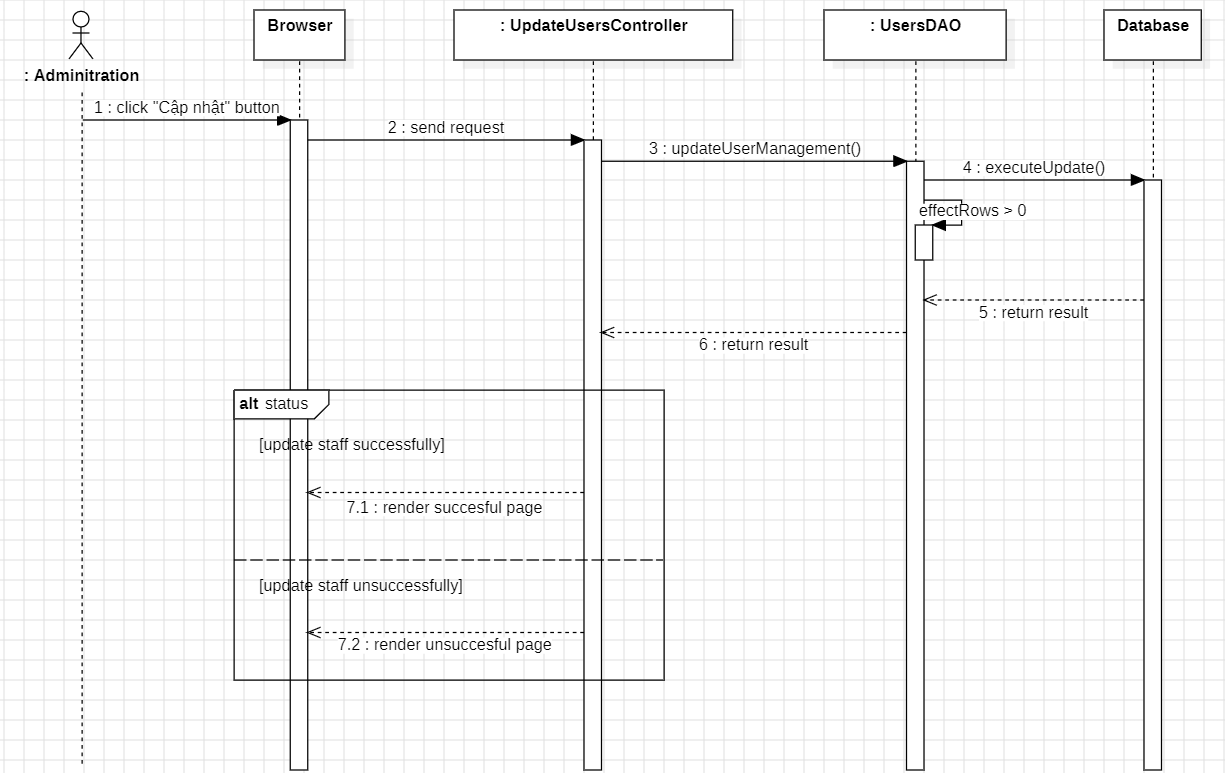 : Adminitration
Browser
: UpdateUsersController
: UsersDAO
Database
1 : click "Cập nhật" button
2 : send request
3 : updateUserManagement()
4 : executeUpdate()
effectRows > 0
5 : return result
6 : return result
alt status
[update staff successfully]
7.1 : render succesful page
[update staff unsuccessfully]
7.2 : render unsuccesful page